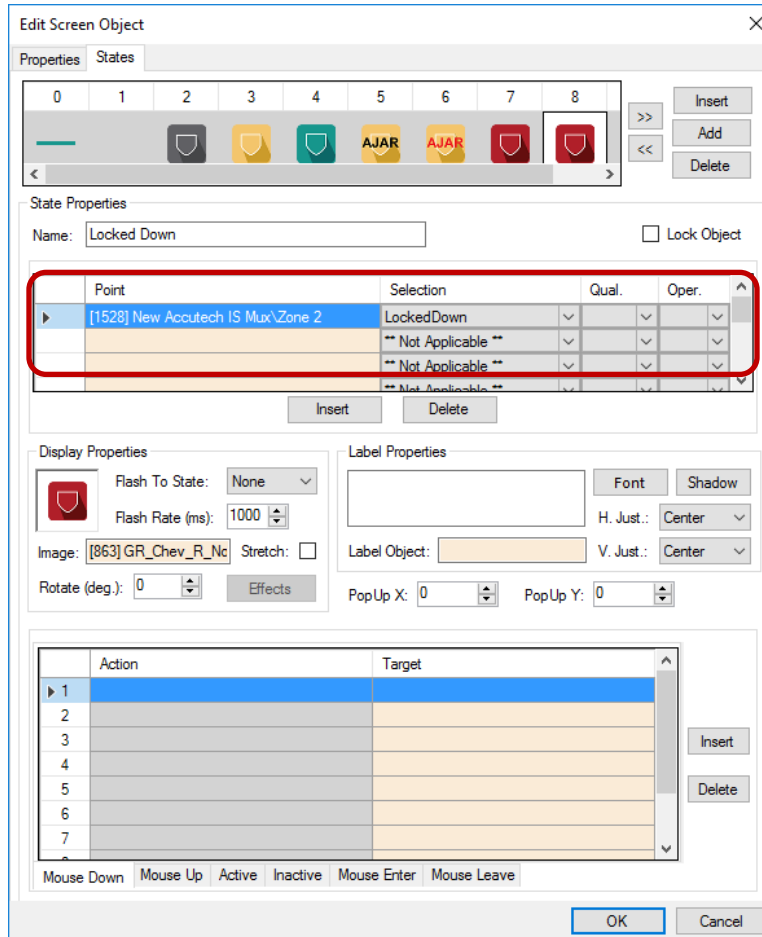 Edit Screen Object
Properties States
0 1 2 3 4 5 6 7 8
AJAR AJAR
>>
<<
Insert
Add
Delete
State Properties
Name: Locked Down Lock Object
Point Selection Qual. Oper.
[1528] New Accutech IS Mux\Zone 2 LockedDown
** Not Applicable **
** Not Applicable **
** Not Applicable **
Insert Delete
Display Properties
Flash To State: None
Flash Rate (ms): 1000
Image: [863] GR_Chev_R_Nc Stretch:
Rotate (deg.): 0 Effects
Label Properties
Font Shadow
H. Just.: Center
Label Object: V. Just.: Center
PopUp X: 0 PopUp Y: 0
Action Target
1
2
3
4
5
6
7
Insert
Delete
Mouse Down Mouse Up Active Inactive Mouse Enter Mouse Leave
OK Cancel